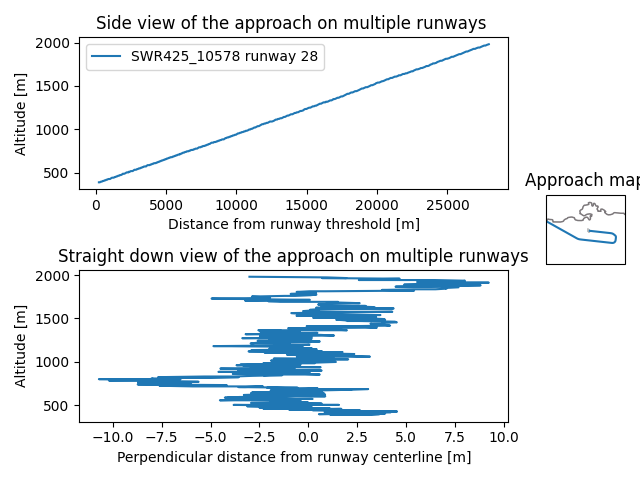 Side view of the approach on multiple runways
2000
1500
1000
500
Altitude [m]
SWR425_10578 runway 28
0 5000 10000 15000 20000 25000
Distance from runway threshold [m]
Approach map
Straight down view of the approach on multiple runways
2000
1500
1000
500
Altitude [m]
−10.0 −7.5 −5.0 −2.5 0.0 2.5 5.0 7.5 10.0
Perpendicular distance from runway centerline [m]